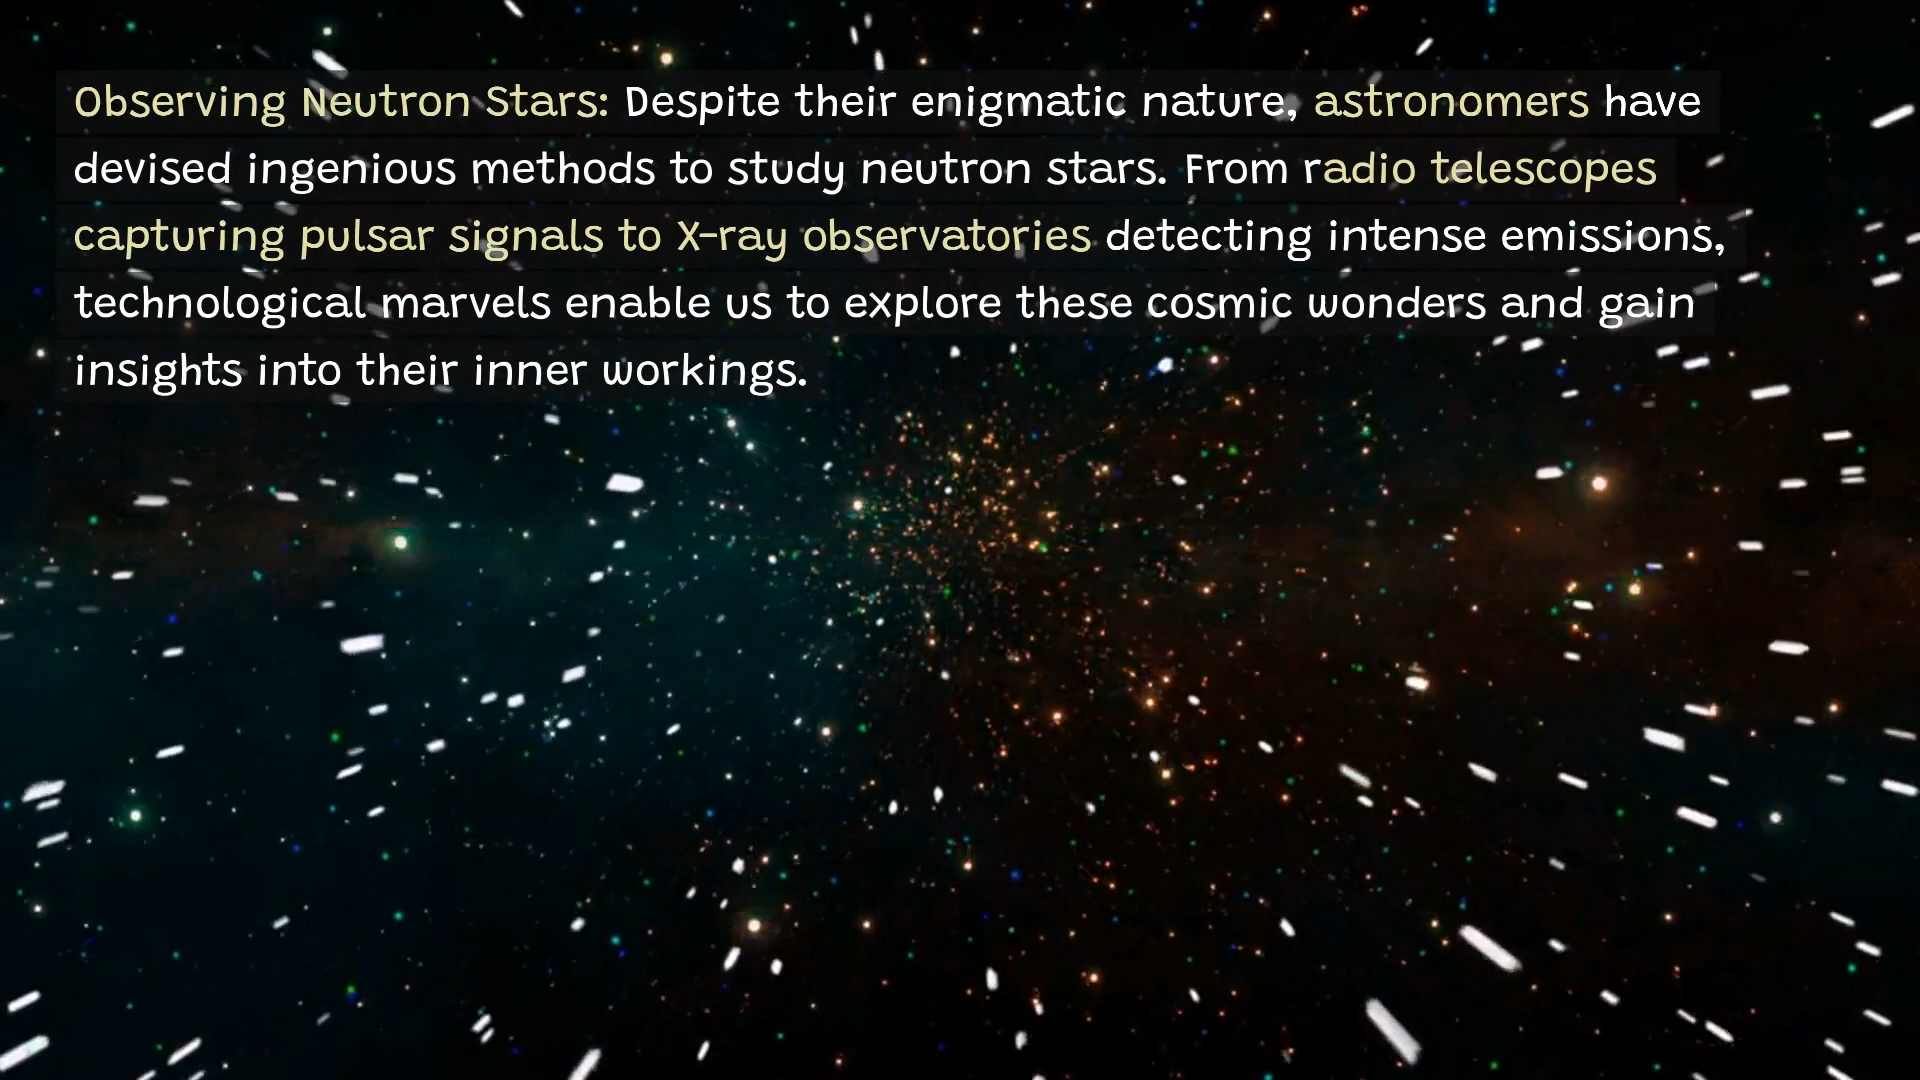 Observing Neutron Stars: Despite their enigmatic nature, astronomers have
devised ingenious methods to study neutron stars. From radio telescopes
capturing pulsar signals to X-ray observatories detecting intense emissions,
technological marvels enable us to explore these cosmic wonders and gain
insights into their inner workings.